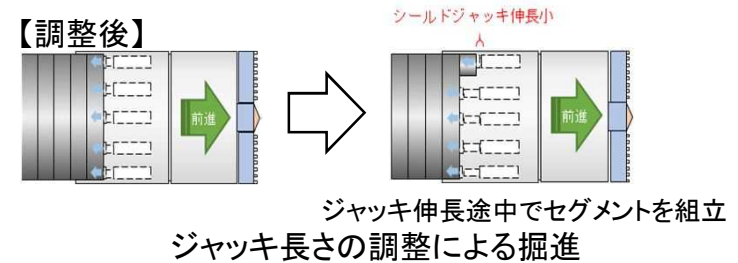 シールドジャッキ伸長小
【調整後】
前進
前進
ジャッキ伸長途中でセグメントを組立
ジャッキ長さの調整による掘進